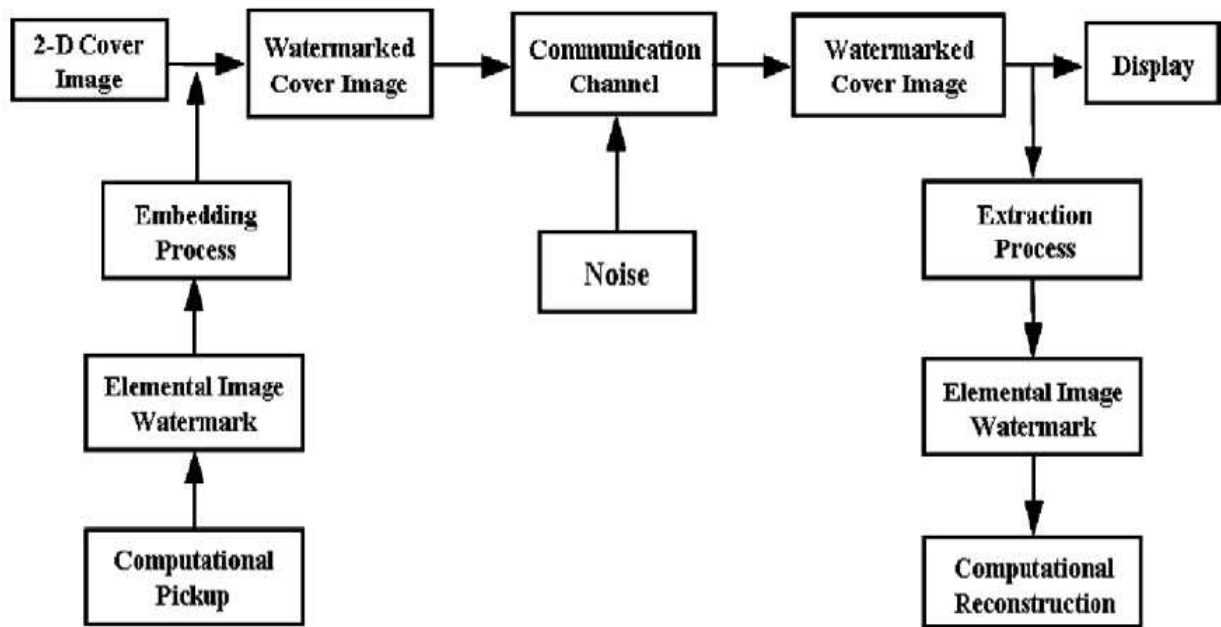 2-D Cover
Image
Watermarked
Cover Image
Communication
Channel
Watermarked
Cover Image
Display
Embedding
Process
Noise
Extraction
Process
Elemental Image
Watermark
Elemental Image
Watermark
Computational
Pickup
Computational
Reconstruction